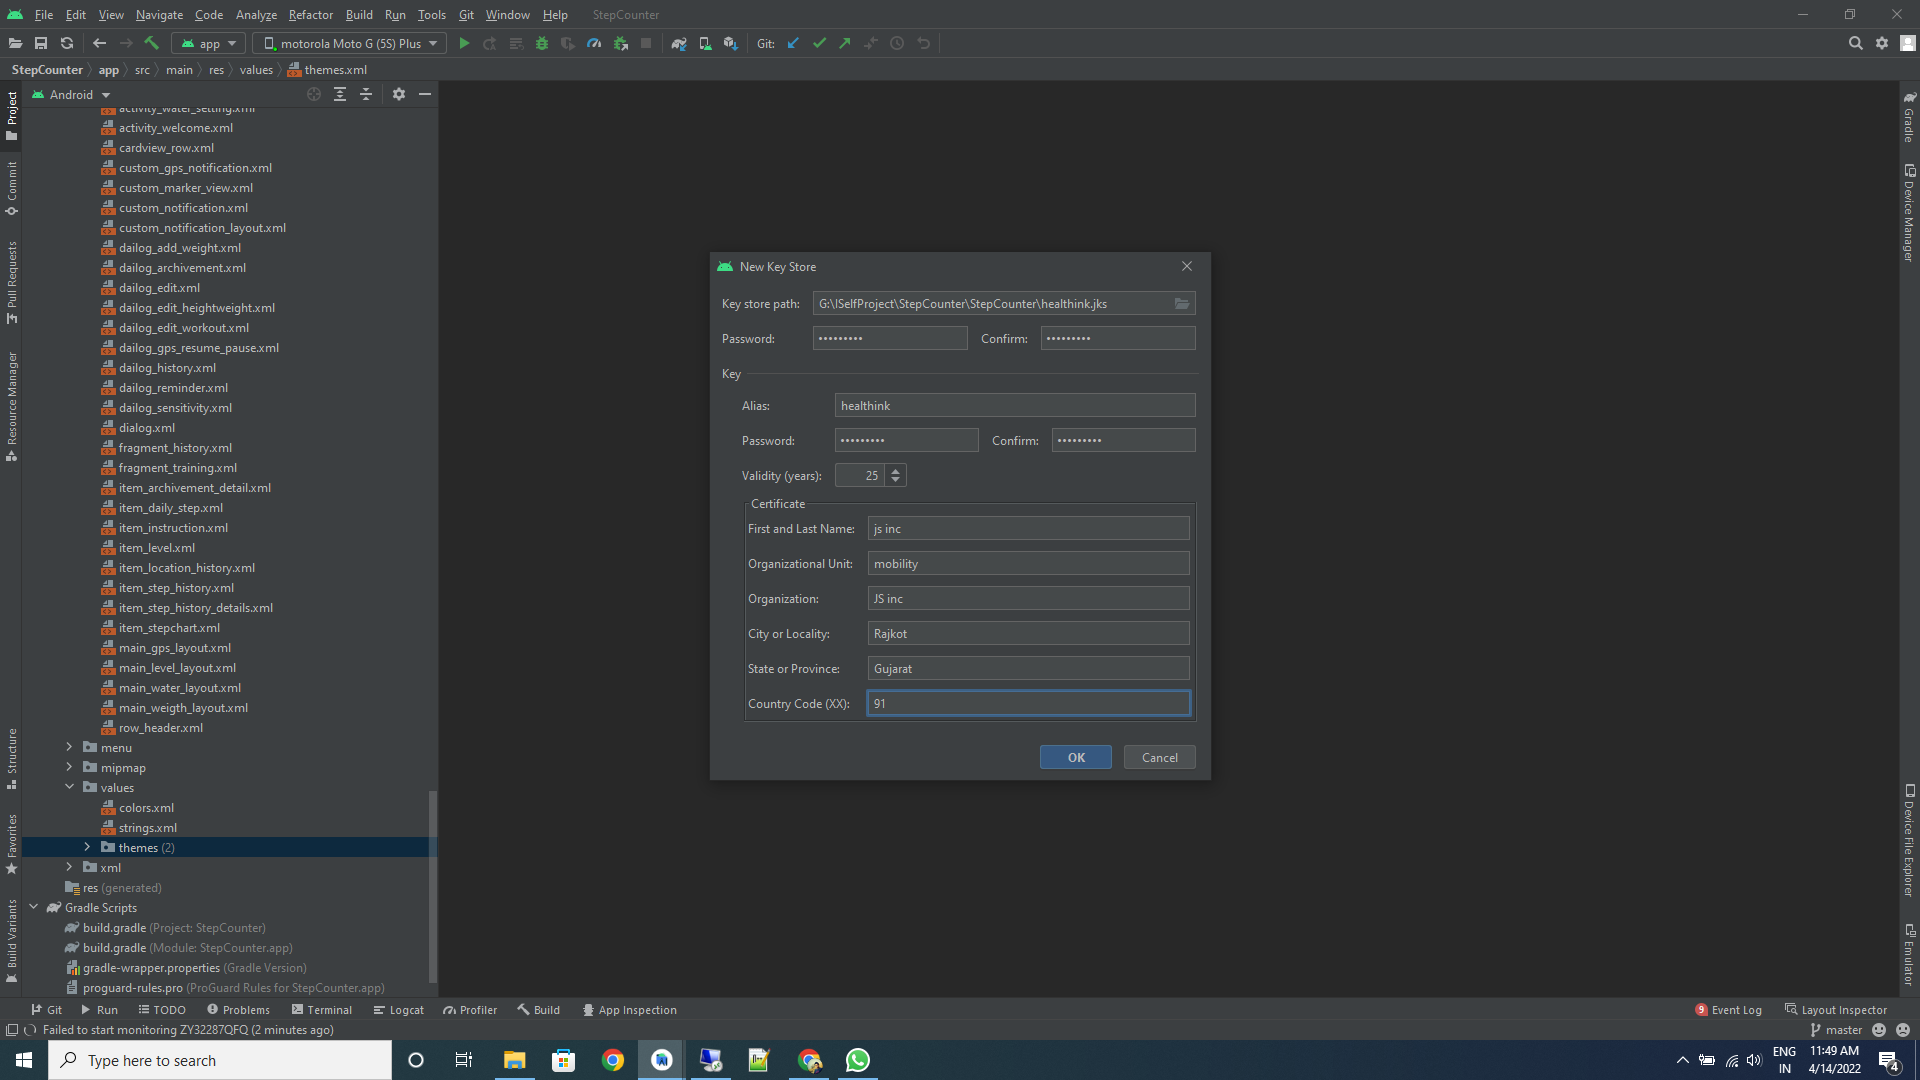 File Edit View Navigate Code Analyze Refactor Build Run Tools Git Window Help StepCounter
app motorola Moto G (5S) Plus Git:
StepCounter app src main res values themes.xml
Android
activity_water_setting.xml
activity_welcome.xml
cardview_row.xml
custom_gps_notification.xml
custom_marker_view.xml
custom_notification.xml
custom_notification_layout.xml
dailog_add_weight.xml
dailog_archivement.xml
dailog_edit.xml
dailog_edit_heightweight.xml
dailog_edit_workout.xml
dailog_gps_resume_pause.xml
dailog_history.xml
dailog_reminder.xml
dailog_sensitivity.xml
dialog.xml
fragment_history.xml
fragment_training.xml
item_archivement_detail.xml
item_daily_step.xml
item_instruction.xml
item_level.xml
item_location_history.xml
item_step_history.xml
item_step_history_details.xml
item_stepchart.xml
main_gps_layout.xml
main_level_layout.xml
main_water_layout.xml
main_weigth_layout.xml
row_header.xml
menu
mipmap
values
colors.xml
strings.xml
themes (2)
xml
res (generated)
Gradle Scripts
build.gradle (Project: StepCounter)
build.gradle (Module: StepCounter.app)
gradle-wrapper.properties (Gradle Version)
proguard-rules.pro (ProGuard Rules for StepCounter.app)
Project
Commit
Pull Requests
Resource Manager
Structure
Favorites
Build Variants
New Key Store
Key store path: G:\ISelfProject\StepCounter\StepCounter\healthink.jks
Password: ••••••••• Confirm: •••••••••
Key
Alias: healthink
Password: ••••••••• Confirm: •••••••••
Validity (years): 25
Certificate
First and Last Name: js inc
Organizational Unit: mobility
Organization: JS inc
City or Locality: Rajkot
State or Province: Gujarat
Country Code (XX): 91
OK Cancel
Gradle
Device Manager
Device File Explorer
Emulator
Git Run TODO Problems Terminal Logcat Profiler Build App Inspection 9 Event Log Layout Inspector
Failed to start monitoring ZY32287QFQ (2 minutes ago) master
Type here to search
ENG
IN
11:49 AM
4/14/2022
4